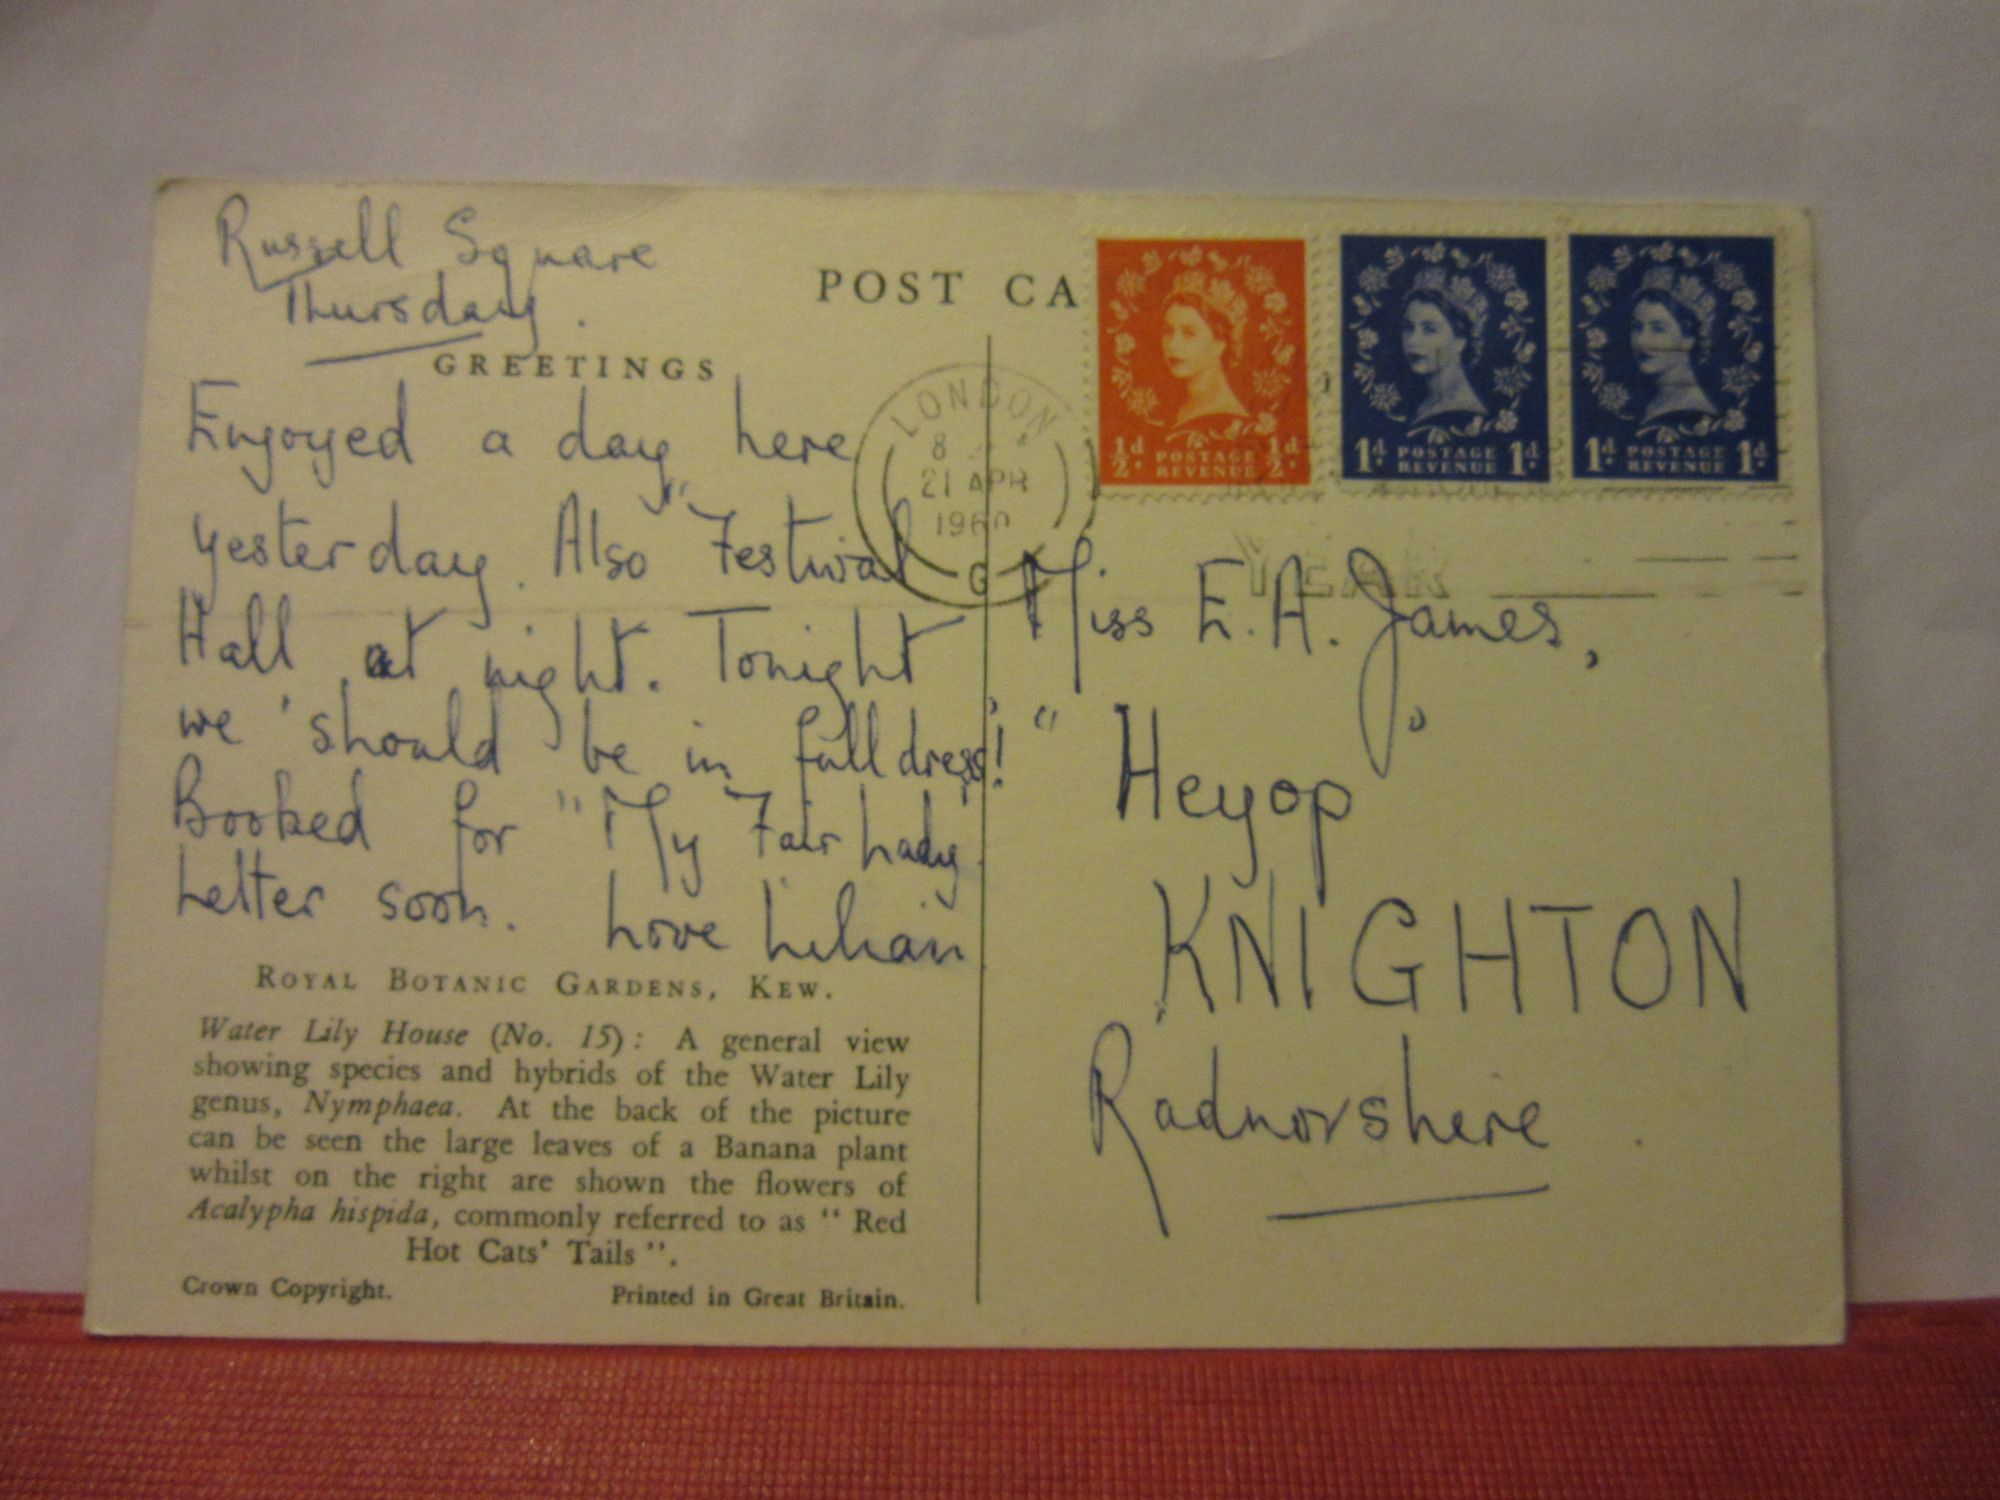 Russell Square
Thursday.
POST CA
GREETINGS
Enjoyed a day here
yesterday. Also "Festival
Hall at night. Tonight
we 'should be in full dress'!"
Booked for "My Fair Lady".
Letter soon. Love Lilian
ROYAL BOTANIC GARDENS, KEW.
Water Lily House (No. 15): A general view
showing species and hybrids of the Water Lily
genus, Nymphaea. At the back of the picture
can be seen the large leaves of a Banana plant
whilst on the right are shown the flowers of
Acalypha hispida, commonly referred to as "Red
Hot Cats' Tails".
Crown Copyright. Printed in Great Britain.
LONDON
8
21 APR
1960
G
YEAR
½d. POSTAGE ½d.
REVENUE
1d. POSTAGE 1d.
REVENUE
1d. POSTAGE 1d.
REVENUE
Miss E. A. James,
Heyop
KNIGHTON
Radnorshire